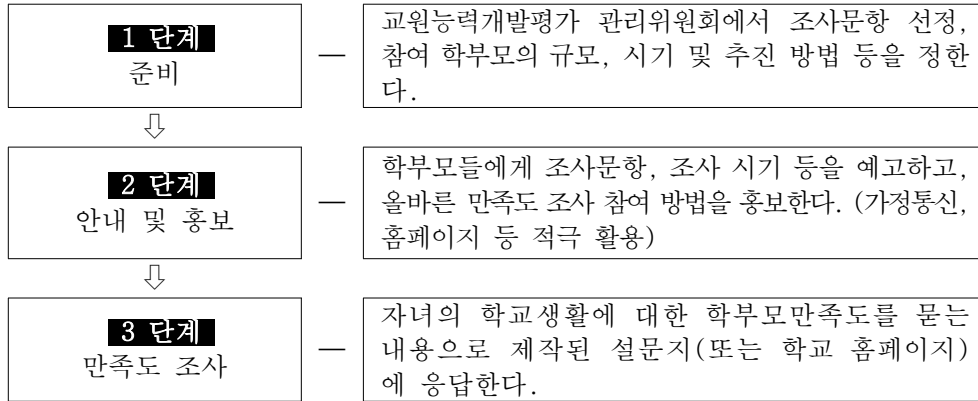 1 단계
준비
—
교원능력개발평가 관리위원회에서 조사문항 선정,
참여 학부모의 규모, 시기 및 추진 방법 등을 정한
다.
⇩
2 단계
안내 및 홍보
—
학부모들에게 조사문항, 조사 시기 등을 예고하고,
올바른 만족도 조사 참여 방법을 홍보한다. (가정통신,
홈페이지 등 적극 활용)
⇩
3 단계
만족도 조사
—
자녀의 학교생활에 대한 학부모만족도를 묻는
내용으로 제작된 설문지(또는 학교 홈페이지)
에 응답한다.